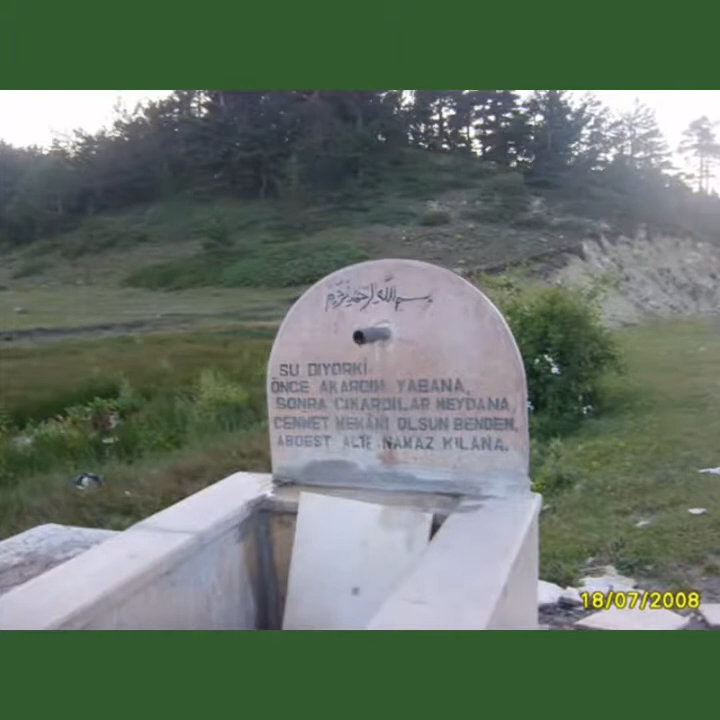 بسم الله الرحمن الرحيم
SU DIYORKİ
ÖNCE AKARDIM YABANA,
SONRA ÇIKARDILAR MEYDANA,
CENNET MEKÂNI OLSUN BENDEN,
ABDEST ALIP NAMAZ KILANA.
18/07/2008